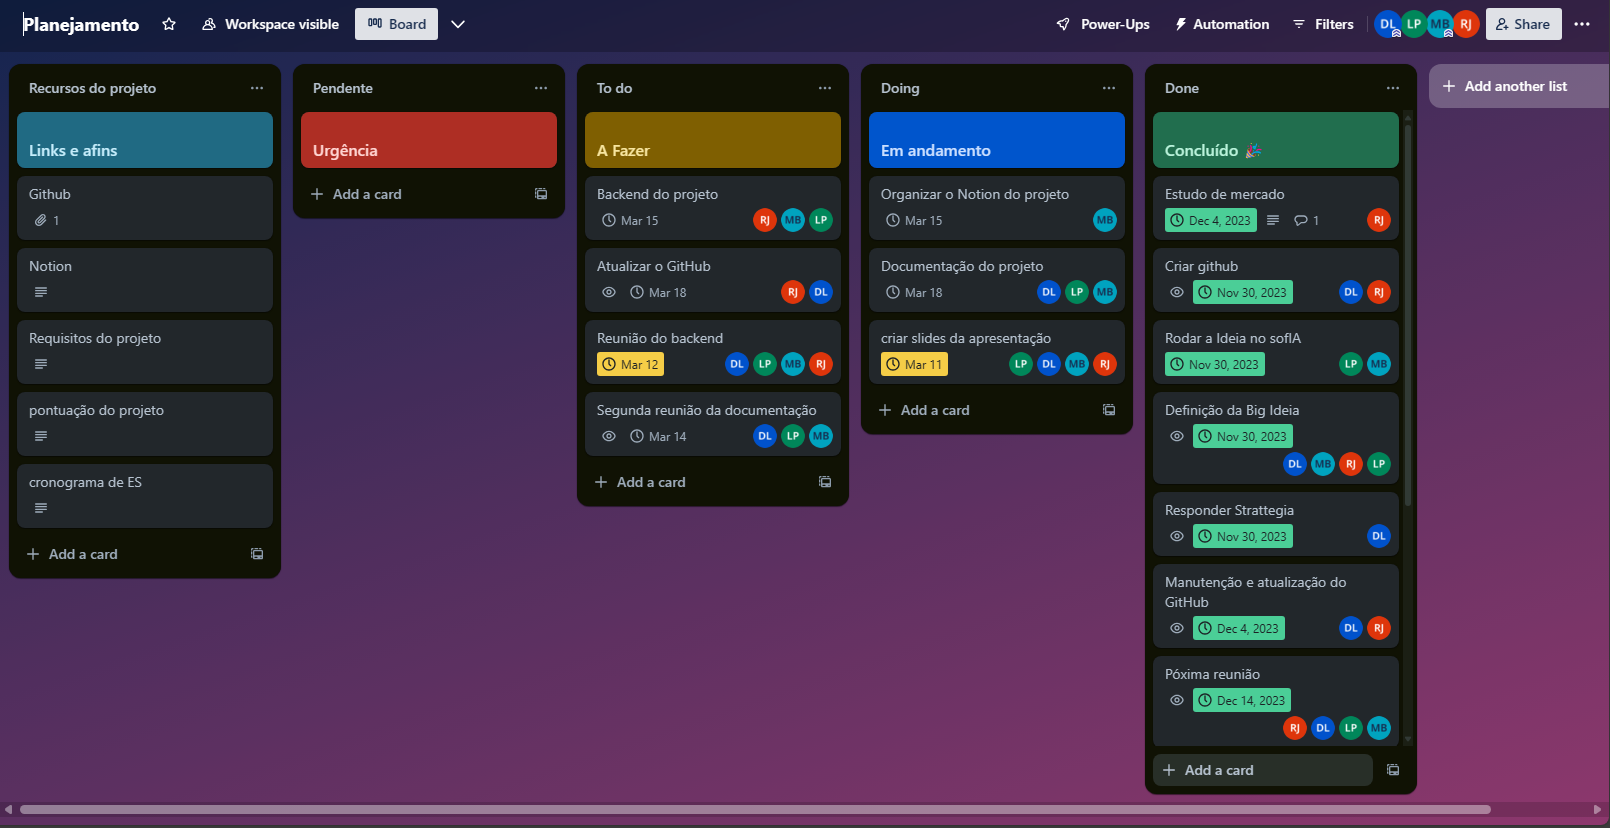 Planejamento
Workspace visible
Board
Power-Ups
Automation
Filters
DL
LP
MB
RJ
Share
Recursos do projeto
Links e afins
Github
1
Notion
Requisitos do projeto
pontuação do projeto
cronograma de ES
Add a card
Pendente
Urgência
Add a card
To do
A Fazer
Backend do projeto
Mar 15
RJ MB LP
Atualizar o GitHub
Mar 18
RJ DL
Reunião do backend
Mar 12
DL LP MB RJ
Segunda reunião da documentação
Mar 14
DL LP MB
Add a card
Doing
Em andamento
Organizar o Notion do projeto
Mar 15
MB
Documentação do projeto
Mar 18
DL LP MB
criar slides da apresentação
Mar 11
LP DL MB RJ
Add a card
Done
Concluído 🎉
Estudo de mercado
Dec 4, 2023
1
RJ
Criar github
Nov 30, 2023
DL RJ
Rodar a Ideia no sofIA
Nov 30, 2023
LP MB
Definição da Big Ideia
Nov 30, 2023
DL MB RJ LP
Responder Strattegia
Nov 30, 2023
DL
Manutenção e atualização do
GitHub
Dec 4, 2023
DL RJ
Póxima reunião
Dec 14, 2023
RJ DL LP MB
Add a card
Add another list